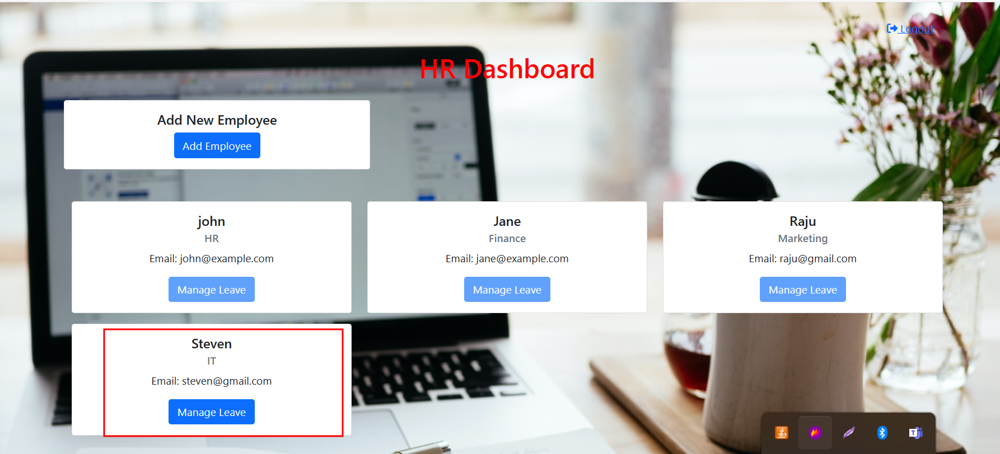 Logout
HR Dashboard
Add New Employee
Add Employee
john
HR
Email: john@example.com
Manage Leave
Jane
Finance
Email: jane@example.com
Manage Leave
Raju
Marketing
Email: raju@gmail.com
Manage Leave
Steven
IT
Email: steven@gmail.com
Manage Leave